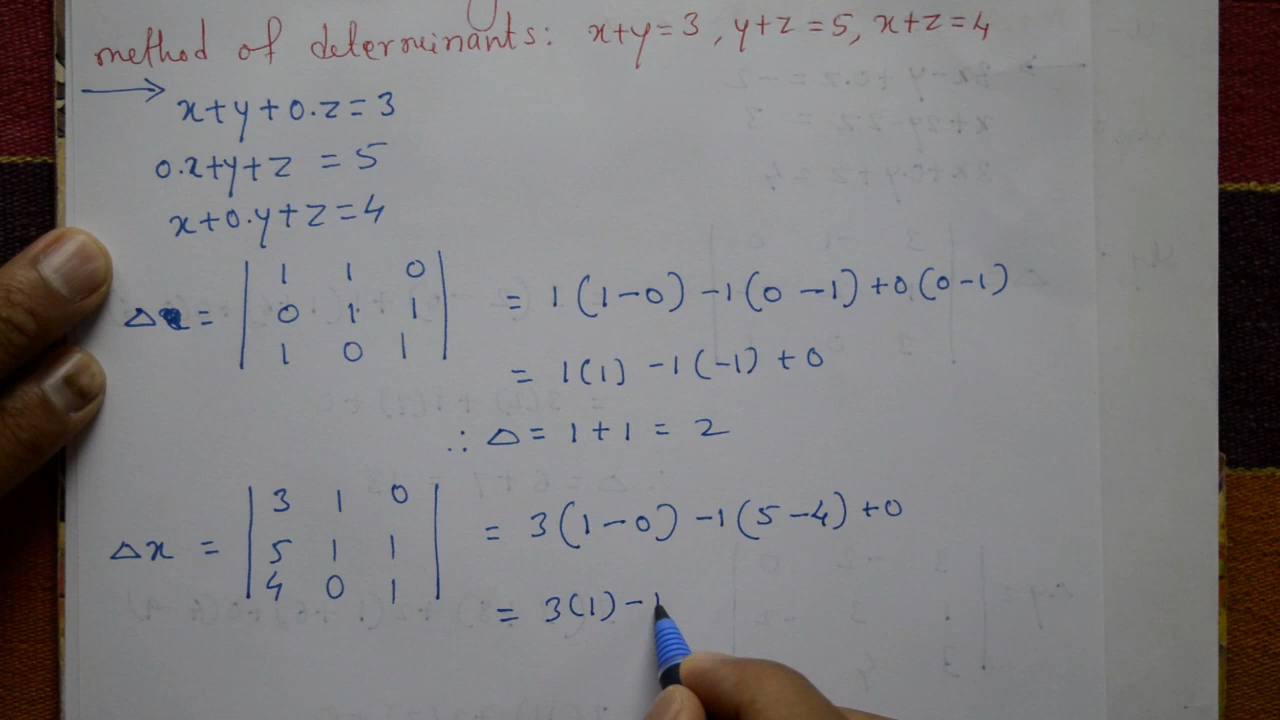 method of determinants: x+y=3, y+z=5, x+z=4
x+y+0.z=3
0.x+y+z = 5
x+0.y+z=4
Δ = | 1 1 0 | = 1(1-0) -1(0-1)+0(0-1)
| 0 1 1 |
| 1 0 1 | = 1(1) -1(-1) + 0
∴ Δ = 1+1 = 2
Δx = | 3 1 0 | = 3(1-0) -1(5-4)+0
| 5 1 1 |
| 4 0 1 | = 3(1)-1